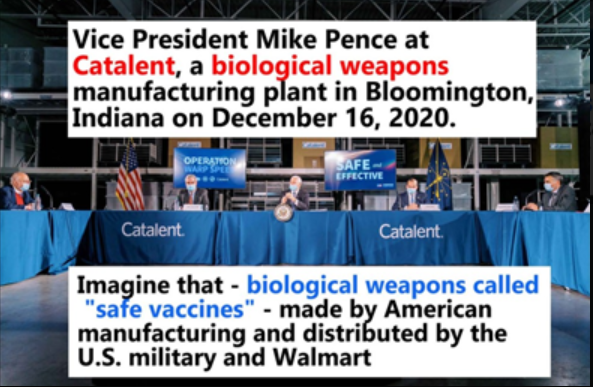 Vice President Mike Pence at
Catalent, a biological weapons
manufacturing plant in Bloomington,
Indiana on December 16, 2020.
OPERATION
WARP SPEED
SAFE and
EFFECTIVE
Catalent.
Catalent.
Imagine that - biological weapons called
"safe vaccines" - made by American
manufacturing and distributed by the
U.S. military and Walmart